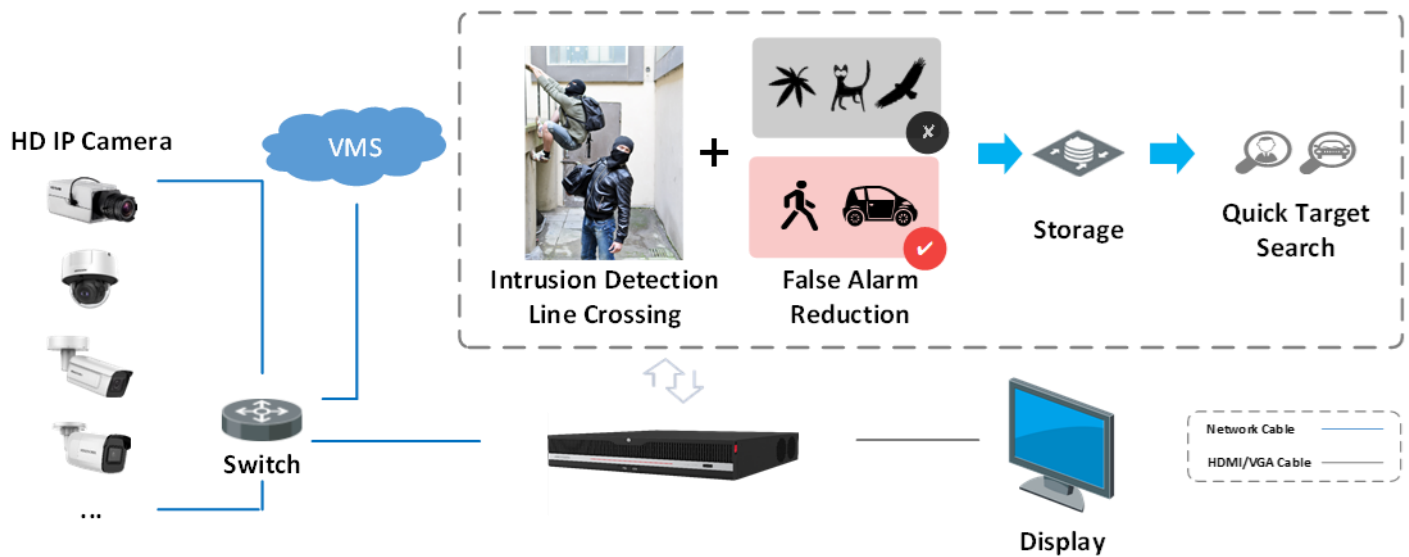 HD IP Camera
VMS
Intrusion Detection
Line Crossing
+
False Alarm
Reduction
Storage
Quick Target
Search
Switch
...
Display
Network Cable
HDMI/VGA Cable